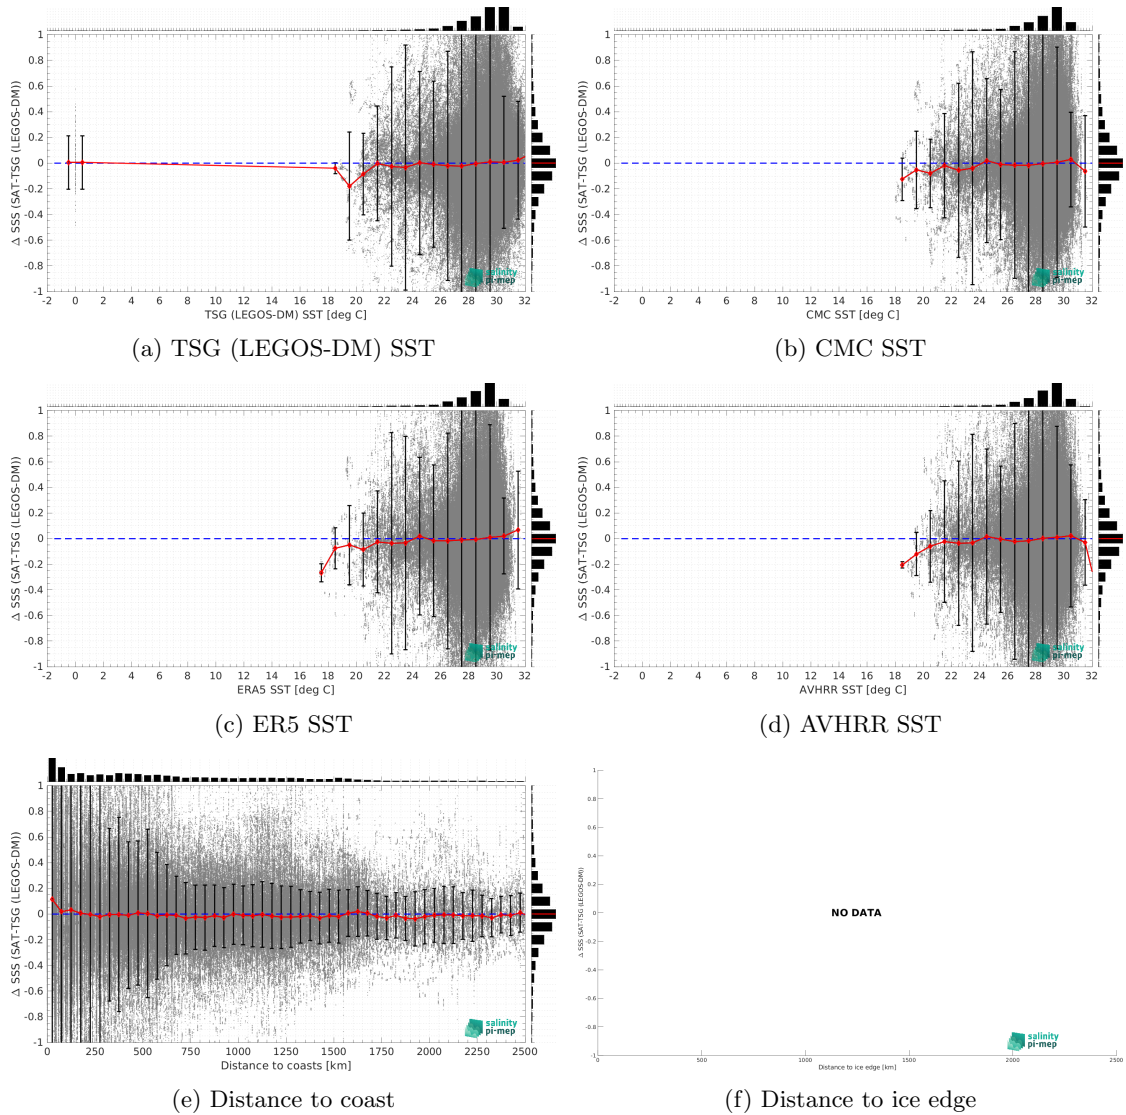 1
0.8
0.6
0.4
0.2
0
-0.2
-0.4
-0.6
-0.8
-1
Δ SSS (SAT-TSG (LEGOS-DM))
-2 0 2 4 6 8 10 12 14 16 18 20 22 24 26 28 30 32
TSG (LEGOS-DM) SST [deg C]
salinity
pi-mep
(a) TSG (LEGOS-DM) SST
1
0.8
0.6
0.4
0.2
0
-0.2
-0.4
-0.6
-0.8
-1
Δ SSS (SAT-TSG (LEGOS-DM))
-2 0 2 4 6 8 10 12 14 16 18 20 22 24 26 28 30 32
CMC SST [deg C]
salinity
pi-mep
(b) CMC SST
1
0.8
0.6
0.4
0.2
0
-0.2
-0.4
-0.6
-0.8
-1
Δ SSS (SAT-TSG (LEGOS-DM))
-2 0 2 4 6 8 10 12 14 16 18 20 22 24 26 28 30 32
ERA5 SST [deg C]
salinity
pi-mep
(c) ER5 SST
1
0.8
0.6
0.4
0.2
0
-0.2
-0.4
-0.6
-0.8
-1
Δ SSS (SAT-TSG (LEGOS-DM))
-2 0 2 4 6 8 10 12 14 16 18 20 22 24 26 28 30 32
AVHRR SST [deg C]
salinity
pi-mep
(d) AVHRR SST
1
0.8
0.6
0.4
0.2
0
-0.2
-0.4
-0.6
-0.8
-1
Δ SSS (SAT-TSG (LEGOS-DM))
0 250 500 750 1000 1250 1500 1750 2000 2250 2500
Distance to coasts [km]
salinity
pi-mep
(e) Distance to coast
1
0.8
0.6
0.4
0.2
0
-0.2
-0.4
-0.6
-0.8
-1
Δ SSS (SAT-TSG (LEGOS-DM))
NO DATA
0 500 1000 1500 2000 2500
Distance to ice edge [km]
salinity
pi-mep
(f) Distance to ice edge